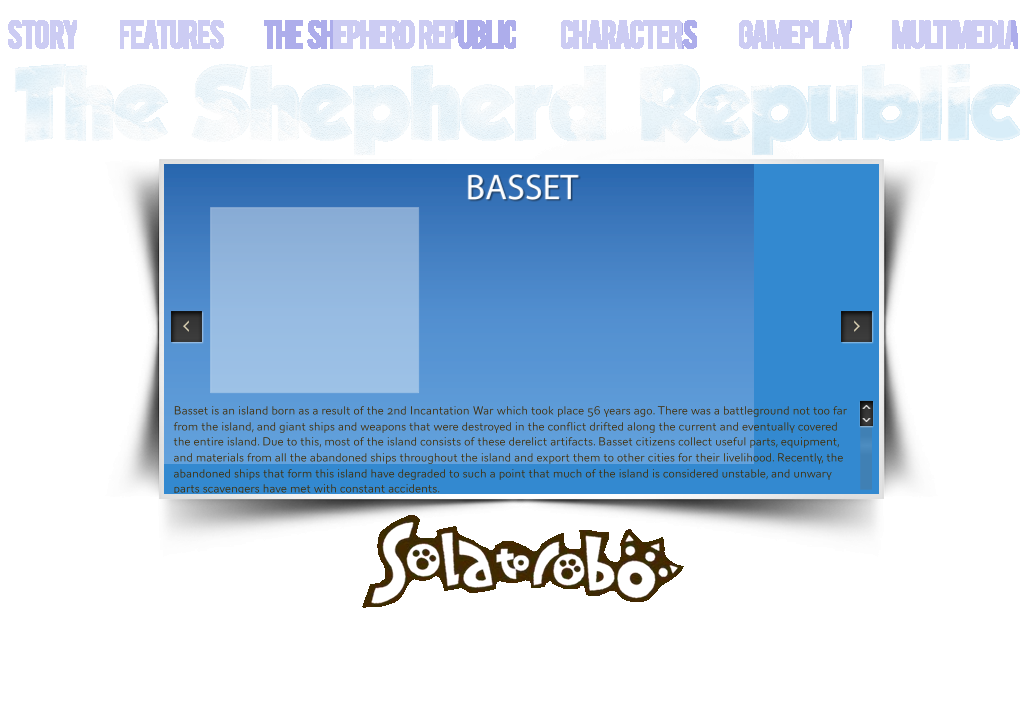 STORY FEATURES THE SHEPHERD REPUBLIC CHARACTERS GAMEPLAY MULTIMEDIA
The Shepherd Republic
BASSET
Basset is an island born as a result of the 2nd Incantation War which took place 56 years ago. There was a battleground not too far
from the island, and giant ships and weapons that were destroyed in the conflict drifted along the current and eventually covered
the entire island. Due to this, most of the island consists of these derelict artifacts. Basset citizens collect useful parts, equipment,
and materials from all the abandoned ships throughout the island and export them to other cities for their livelihood. Recently, the
abandoned ships that form this island have degraded to such a point that much of the island is considered unstable, and unwary
parts scavengers have met with constant accidents.
Solatorobo